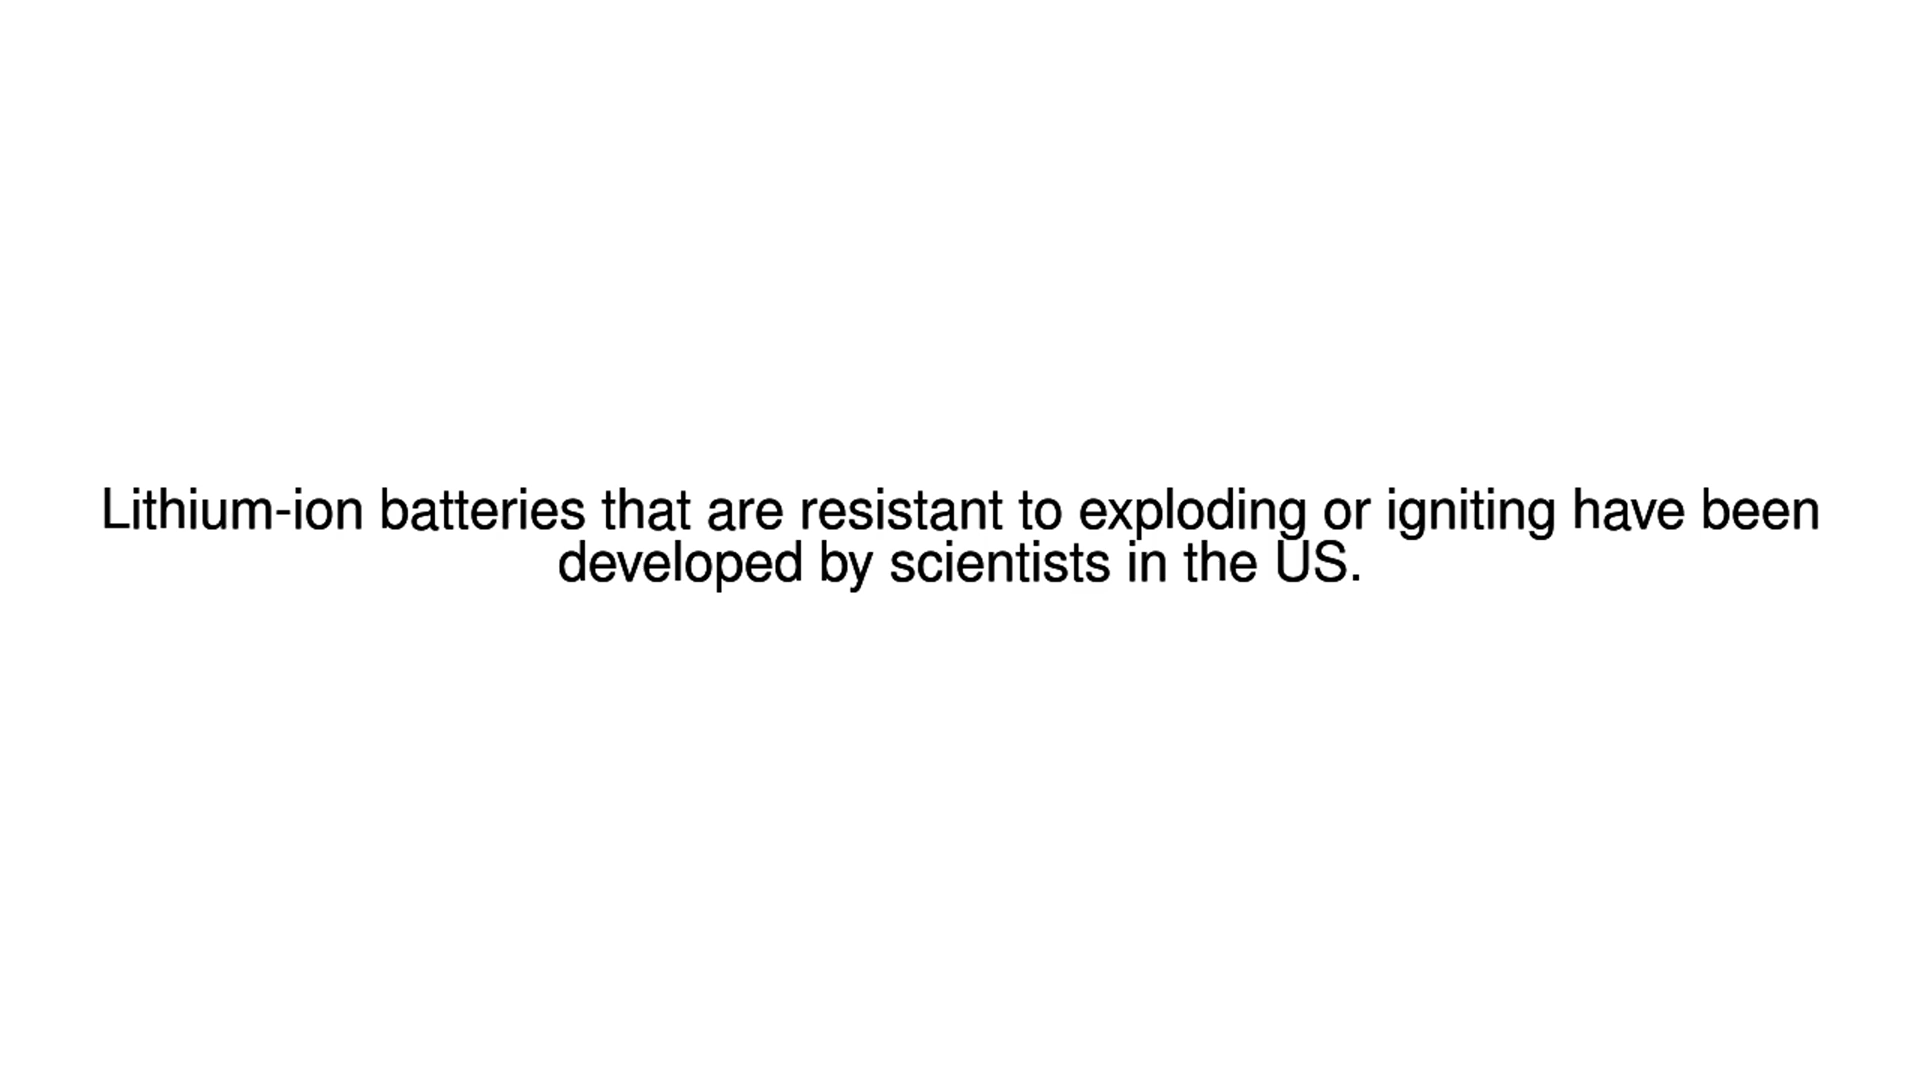 Lithium-ion batteries that are resistant to exploding or igniting have been
developed by scientists in the US.